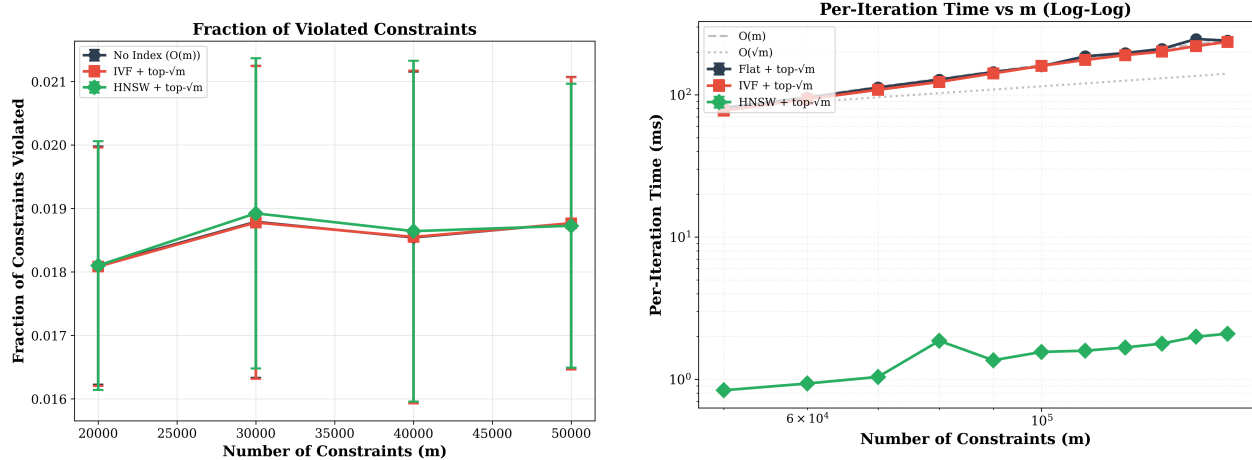 Fraction of Violated Constraints
No Index (O(m))
IVF + top-√m
HNSW + top-√m
0.021
0.020
0.019
0.018
0.017
0.016
20000
25000
30000
35000
40000
45000
50000
Fraction of Constraints Violated
Number of Constraints (m)
Per-Iteration Time vs m (Log-Log)
O(m)
O(√m)
Flat + top-√m
IVF + top-√m
HNSW + top-√m
10²
10¹
10⁰
6 × 10⁴
10⁵
Per-Iteration Time (ms)
Number of Constraints (m)